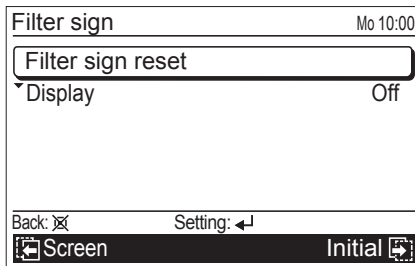 Filter sign Mo 10:00
Filter sign reset
Display Off
Back: Setting:
Screen Initial